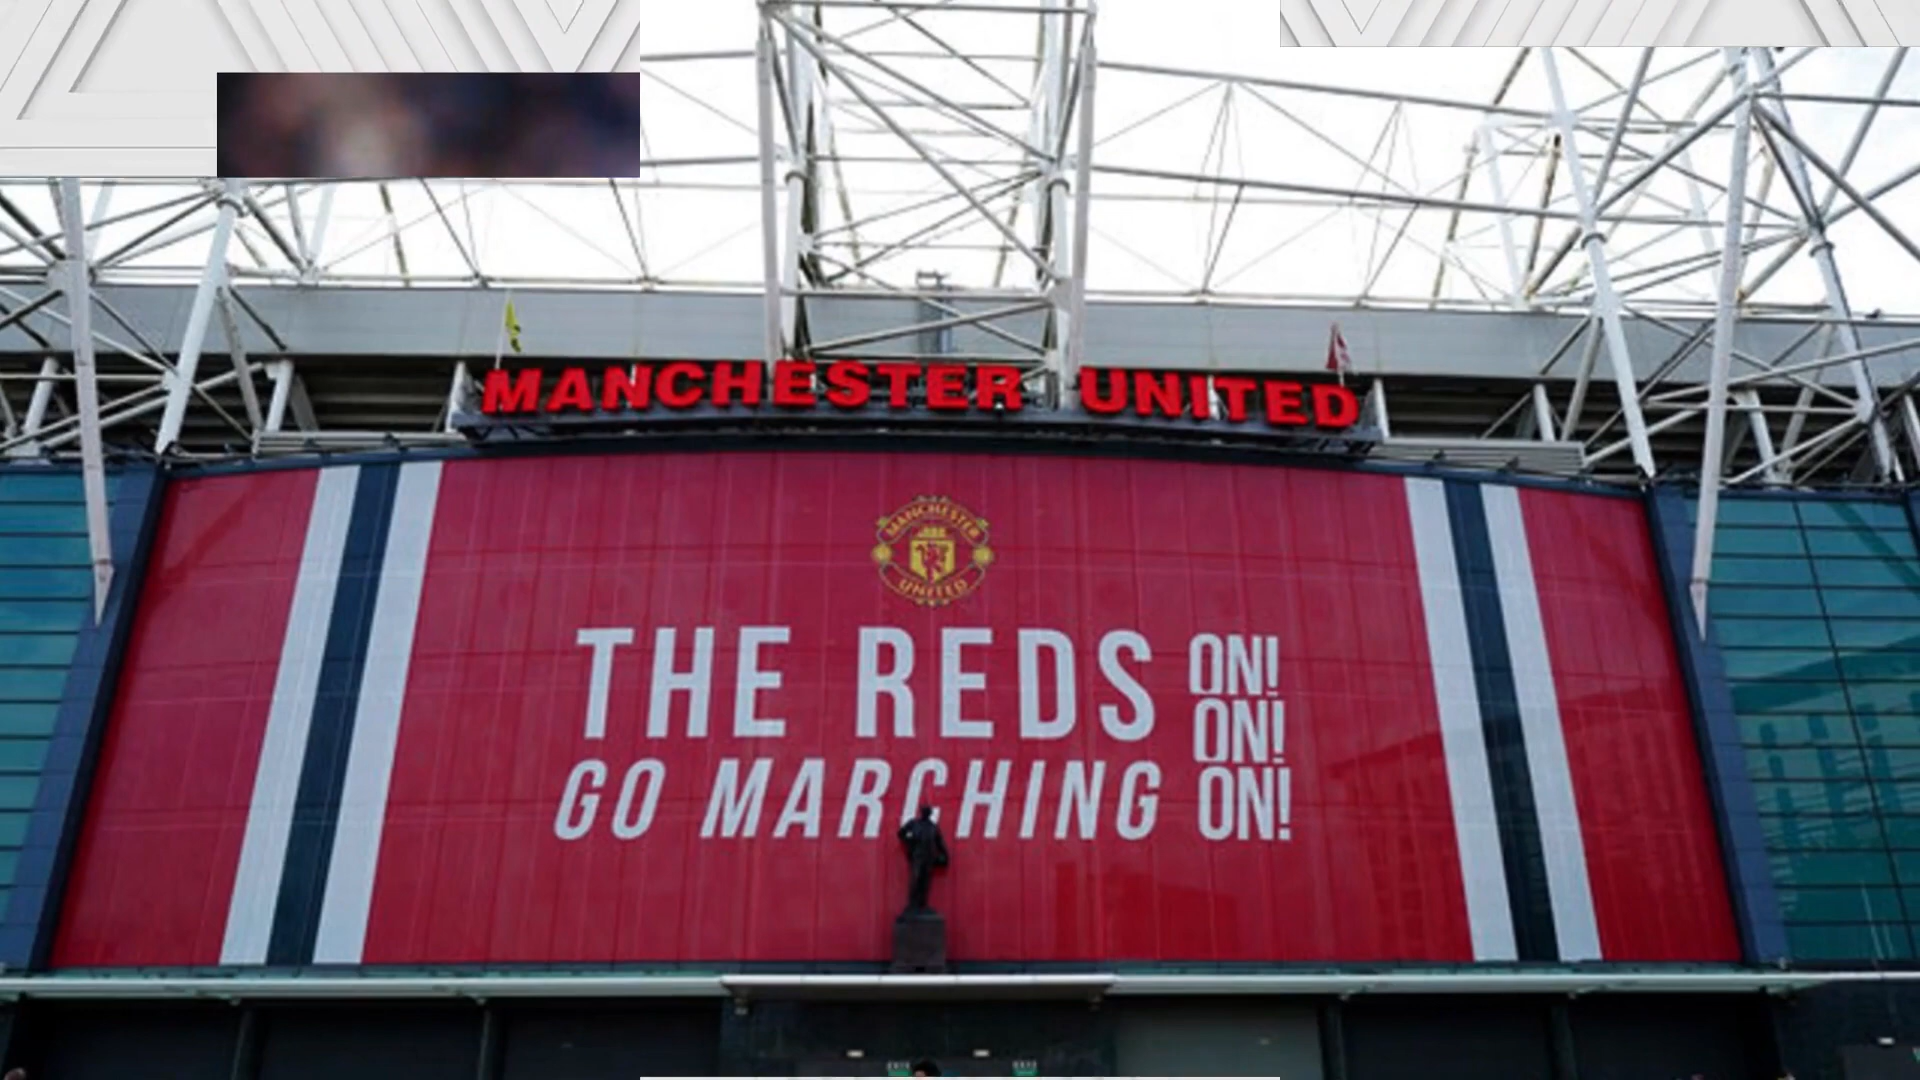 MANCHESTER UNITED
MANCHESTER
UNITED
THE REDS ON!
ON!
GO MARCHING ON!